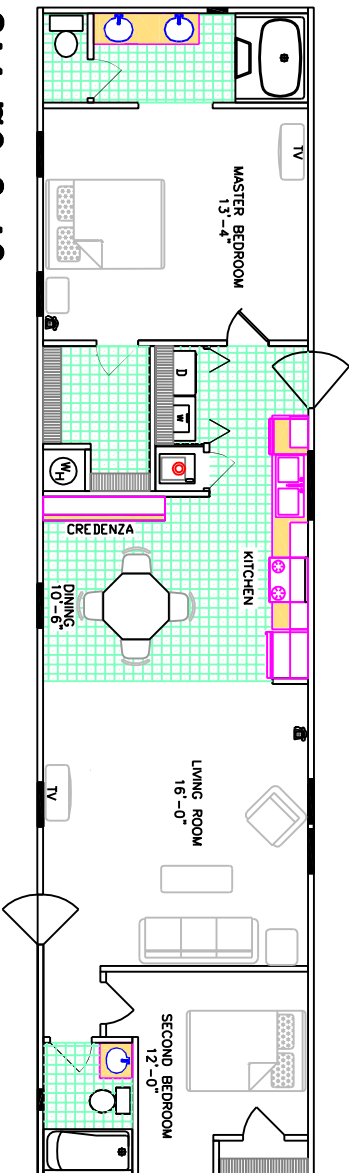 TV
MASTER BEDROOM
13'-4"
D
W
WH
CREDENZA
KITCHEN
DINING
10'-6"
LIVING ROOM
16'-0"
TV
SECOND BEDROOM
12'-0"